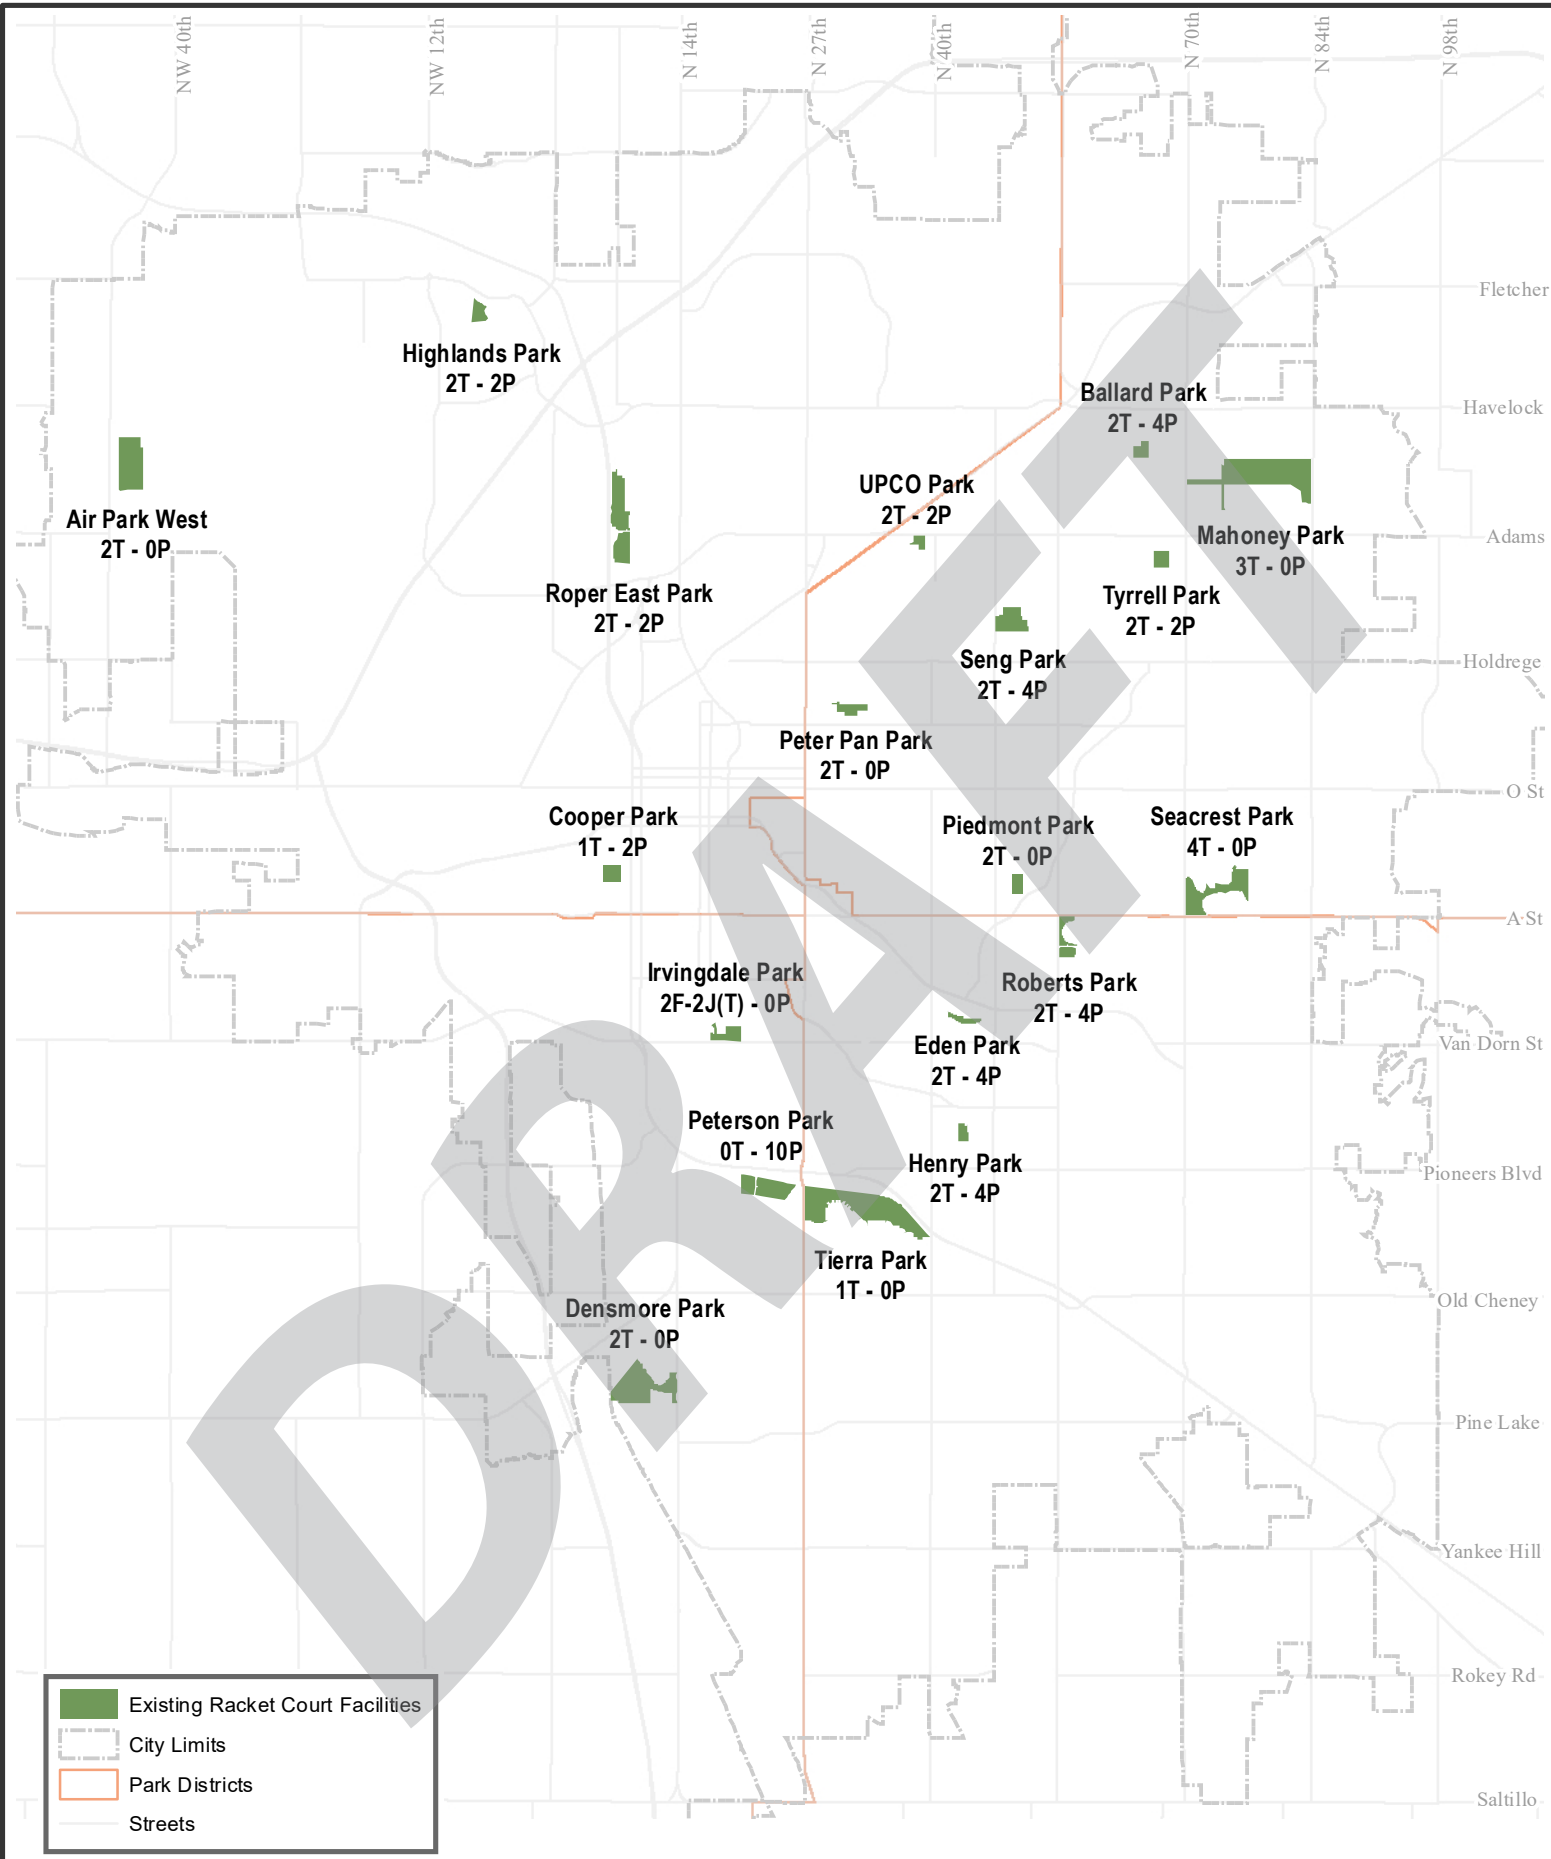 NW 40th
NW 12th
N 14th
N 27th
N 40th
N 70th
N 84th
N 98th
Fletcher
Highlands Park
2T - 2P
Ballard Park
2T - 4P
Havelock
UPCO Park
2T - 2P
Air Park West
2T - 0P
Mahoney Park
3T - 0P
Adams
Roper East Park
2T - 2P
Tyrrell Park
2T - 2P
Seng Park
2T - 4P
Holdrege
Peter Pan Park
2T - 0P
O St
Cooper Park
1T - 2P
Piedmont Park
2T - 0P
Seacrest Park
4T - 0P
A St
Irvingdale Park
2F-2J(T) - 0P
Roberts Park
2T - 4P
Eden Park
2T - 4P
Van Dorn St
Peterson Park
0T - 10P
Henry Park
2T - 4P
Pioneers Blvd
Tierra Park
1T - 0P
Old Cheney
Densmore Park
2T - 0P
Pine Lake
Yankee Hill
Rokey Rd
Saltillo
DRAFT
Existing Racket Court Facilities
City Limits
Park Districts
Streets